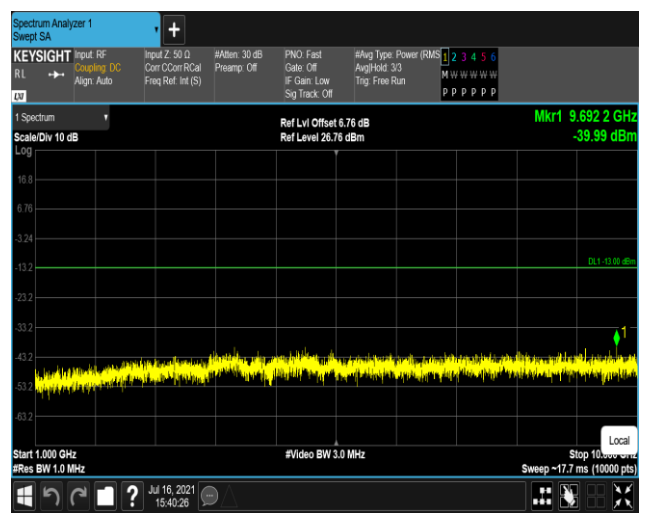 Spectrum Analyzer 1
Swept SA
+
KEYSIGHT
RL
LXI
Input: RF
Coupling: DC
Align: Auto
Input Z: 50 Ω
Corr CCorr RCal
Freq Ref: Int (S)
#Atten: 30 dB
Preamp: Off
PNO: Fast
Gate: Off
IF Gain: Low
Sig Track: Off
#Avg Type: Power (RMS
Avg|Hold: 3/3
Trig: Free Run
1 2 3 4 5 6
M W W W W W
P P P P P P
1 Spectrum
Scale/Div 10 dB
Log
Ref Lvl Offset 6.76 dB
Ref Level 26.76 dBm
Mkr1 9.692 2 GHz
-39.99 dBm
16.8
6.76
-3.24
-13.2
DL1 -13.00 dBm
-23.2
-33.2
1
-43.2
-53.2
-63.2
Local
Start 1.000 GHz
#Res BW 1.0 MHz
#Video BW 3.0 MHz
Stop 10.000 GHz
Sweep ~17.7 ms (10000 pts)
?
Jul 16, 2021
15:40:26